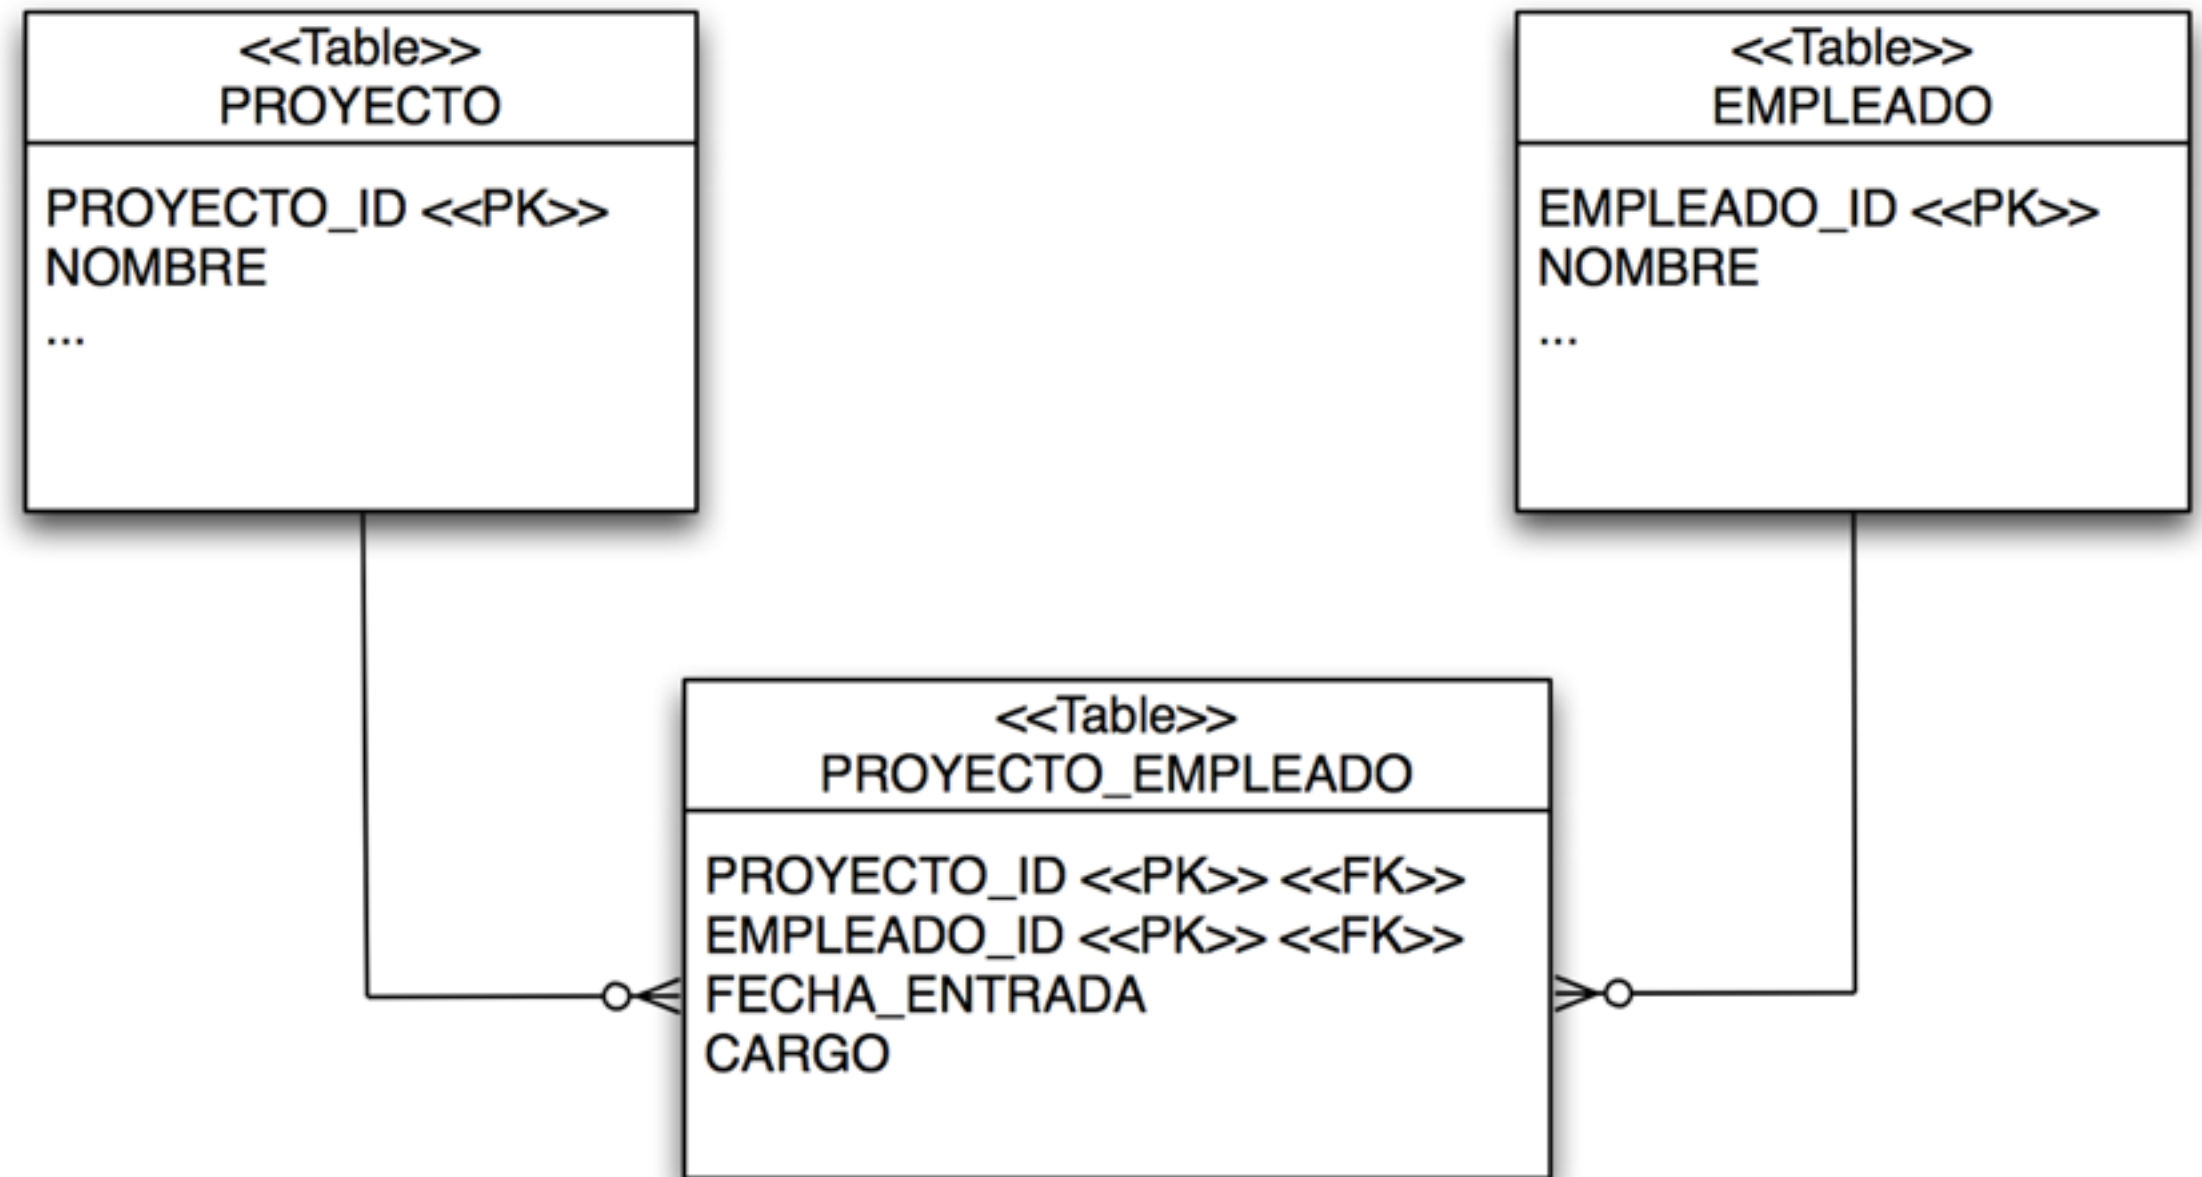 <<Table>>
PROYECTO
PROYECTO_ID <<PK>>
NOMBRE
...
<<Table>>
EMPLEADO
EMPLEADO_ID <<PK>>
NOMBRE
...
<<Table>>
PROYECTO_EMPLEADO
PROYECTO_ID <<PK>> <<FK>>
EMPLEADO_ID <<PK>> <<FK>>
FECHA_ENTRADA
CARGO